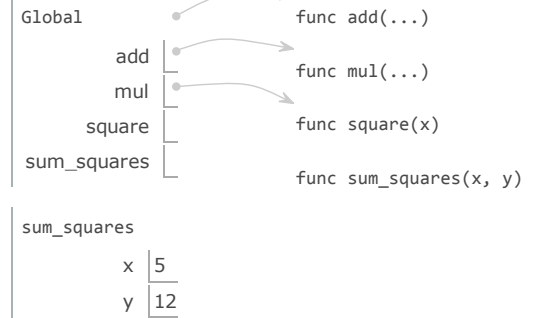 Global
func add(...)
add
func mul(...)
mul
square
func square(x)
sum_squares
func sum_squares(x, y)
sum_squares
x 5
y 12